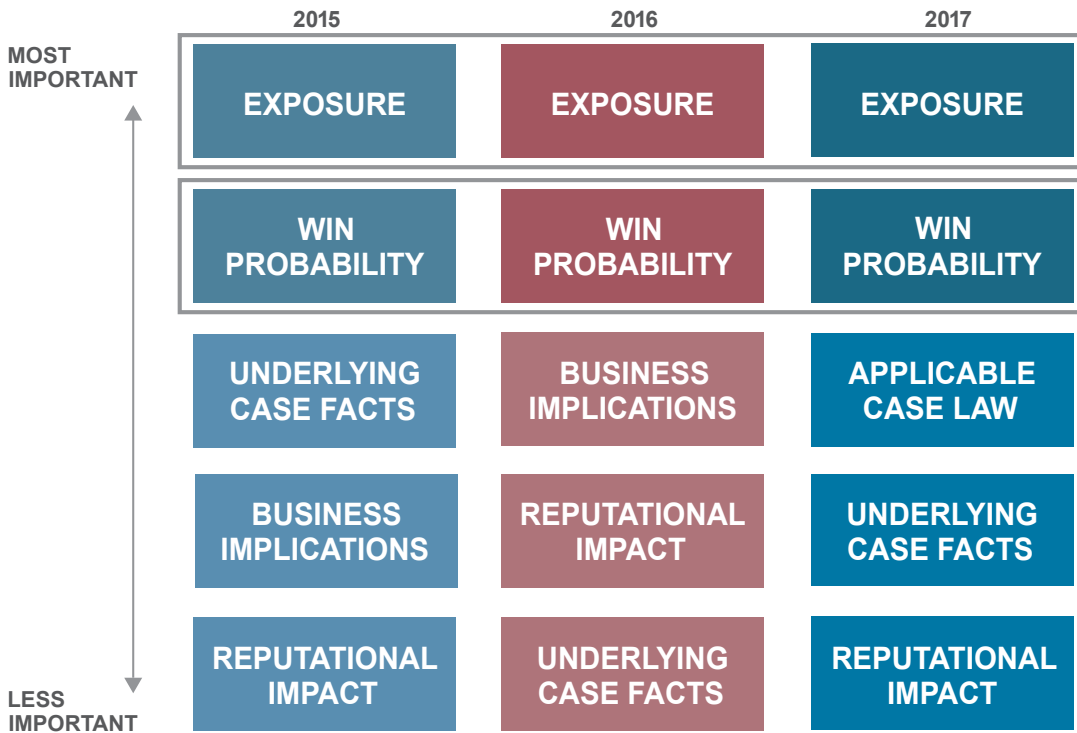 2015
2016
2017
MOST
IMPORTANT
EXPOSURE
EXPOSURE
EXPOSURE
WIN
PROBABILITY
WIN
PROBABILITY
WIN
PROBABILITY
UNDERLYING
CASE FACTS
BUSINESS
IMPLICATIONS
APPLICABLE
CASE LAW
BUSINESS
IMPLICATIONS
REPUTATIONAL
IMPACT
UNDERLYING
CASE FACTS
REPUTATIONAL
IMPACT
UNDERLYING
CASE FACTS
REPUTATIONAL
IMPACT
LESS
IMPORTANT